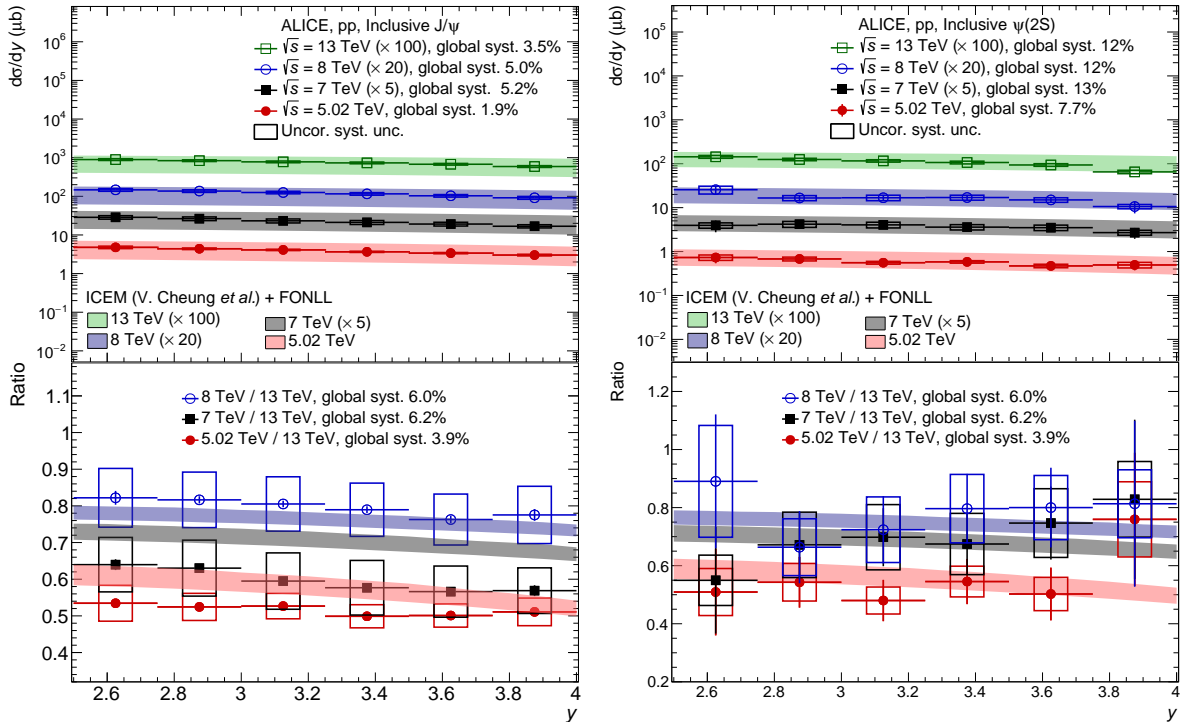 ALICE, pp, Inclusive J/ψ
√s = 13 TeV (× 100), global syst. 3.5%
√s = 8 TeV (× 20), global syst. 5.0%
√s = 7 TeV (× 5), global syst. 5.2%
√s = 5.02 TeV, global syst. 1.9%
Uncor. syst. unc.
dσ/dy (μb)
10⁶
10⁵
10⁴
10³
10²
10
1
10⁻¹
10⁻²
ICEM (V. Cheung et al.) + FONLL
13 TeV (× 100)
7 TeV (× 5)
8 TeV (× 20)
5.02 TeV
Ratio
8 TeV / 13 TeV, global syst. 6.0%
7 TeV / 13 TeV, global syst. 6.2%
5.02 TeV / 13 TeV, global syst. 3.9%
1.1
1
0.9
0.8
0.7
0.6
0.5
0.4
2.6 2.8 3 3.2 3.4 3.6 3.8 4
y
ALICE, pp, Inclusive ψ(2S)
√s = 13 TeV (× 100), global syst. 12%
√s = 8 TeV (× 20), global syst. 12%
√s = 7 TeV (× 5), global syst. 13%
√s = 5.02 TeV, global syst. 7.7%
Uncor. syst. unc.
dσ/dy (μb)
10⁵
10⁴
10³
10²
10
1
10⁻¹
10⁻²
ICEM (V. Cheung et al.) + FONLL
13 TeV (× 100)
7 TeV (× 5)
8 TeV (× 20)
5.02 TeV
Ratio
8 TeV / 13 TeV, global syst. 6.0%
7 TeV / 13 TeV, global syst. 6.2%
5.02 TeV / 13 TeV, global syst. 3.9%
1.2
1
0.8
0.6
0.4
0.2
2.6 2.8 3 3.2 3.4 3.6 3.8 4
y